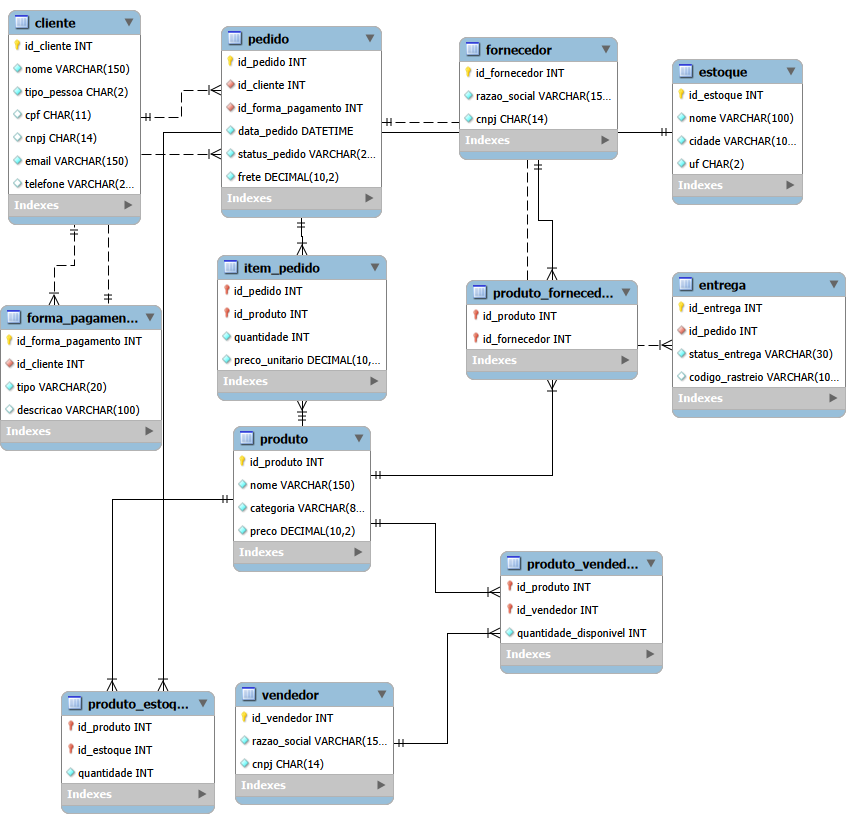 cliente
id_cliente INT
nome VARCHAR(150)
tipo_pessoa CHAR(2)
cpf CHAR(11)
cnpj CHAR(14)
email VARCHAR(150)
telefone VARCHAR(2...
Indexes
pedido
id_pedido INT
id_cliente INT
id_forma_pagamento INT
data_pedido DATETIME
status_pedido VARCHAR(2...
frete DECIMAL(10,2)
Indexes
fornecedor
id_fornecedor INT
razao_social VARCHAR(15...
cnpj CHAR(14)
Indexes
estoque
id_estoque INT
nome VARCHAR(100)
cidade VARCHAR(10...
uf CHAR(2)
Indexes
forma_pagamen...
id_forma_pagamento INT
id_cliente INT
tipo VARCHAR(20)
descricao VARCHAR(100)
Indexes
item_pedido
id_pedido INT
id_produto INT
quantidade INT
preco_unitario DECIMAL(10,...
Indexes
produto_forneced...
id_produto INT
id_fornecedor INT
Indexes
entrega
id_entrega INT
id_pedido INT
status_entrega VARCHAR(30)
codigo_rastreio VARCHAR(10...
Indexes
produto
id_produto INT
nome VARCHAR(150)
categoria VARCHAR(8...
preco DECIMAL(10,2)
Indexes
produto_vended...
id_produto INT
id_vendedor INT
quantidade_disponivel INT
Indexes
produto_estoq...
id_produto INT
id_estoque INT
quantidade INT
Indexes
vendedor
id_vendedor INT
razao_social VARCHAR(15...
cnpj CHAR(14)
Indexes